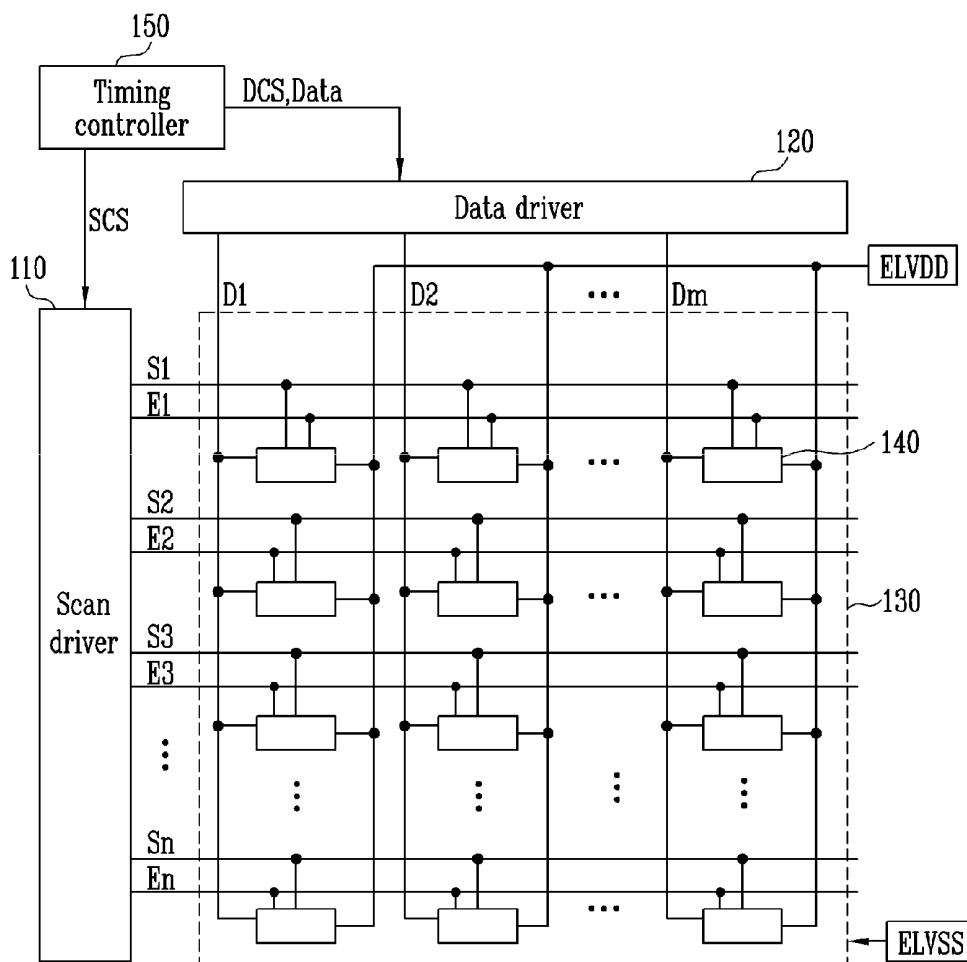 150
Timing
controller
DCS,Data
120
Data driver
SCS
110
ELVDD
D1
D2
Dm
S1
E1
140
S2
E2
130
Scan
driver
S3
E3
Sn
En
ELVSS